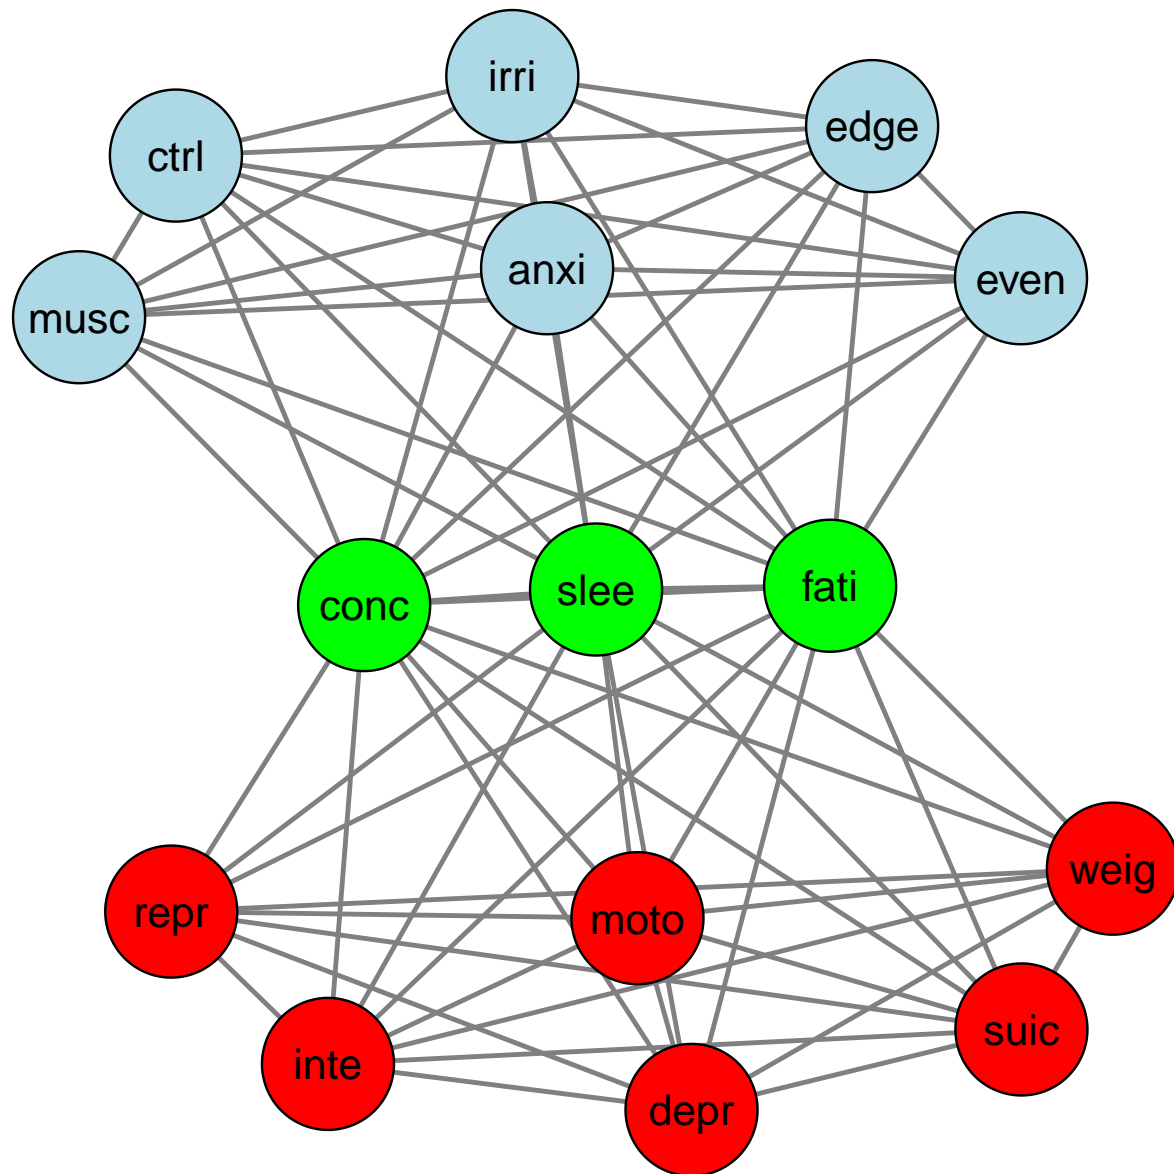 irri
edge
ctrl
anxi
even
musc
conc
slee
fati
weig
repr
moto
suic
inte
depr